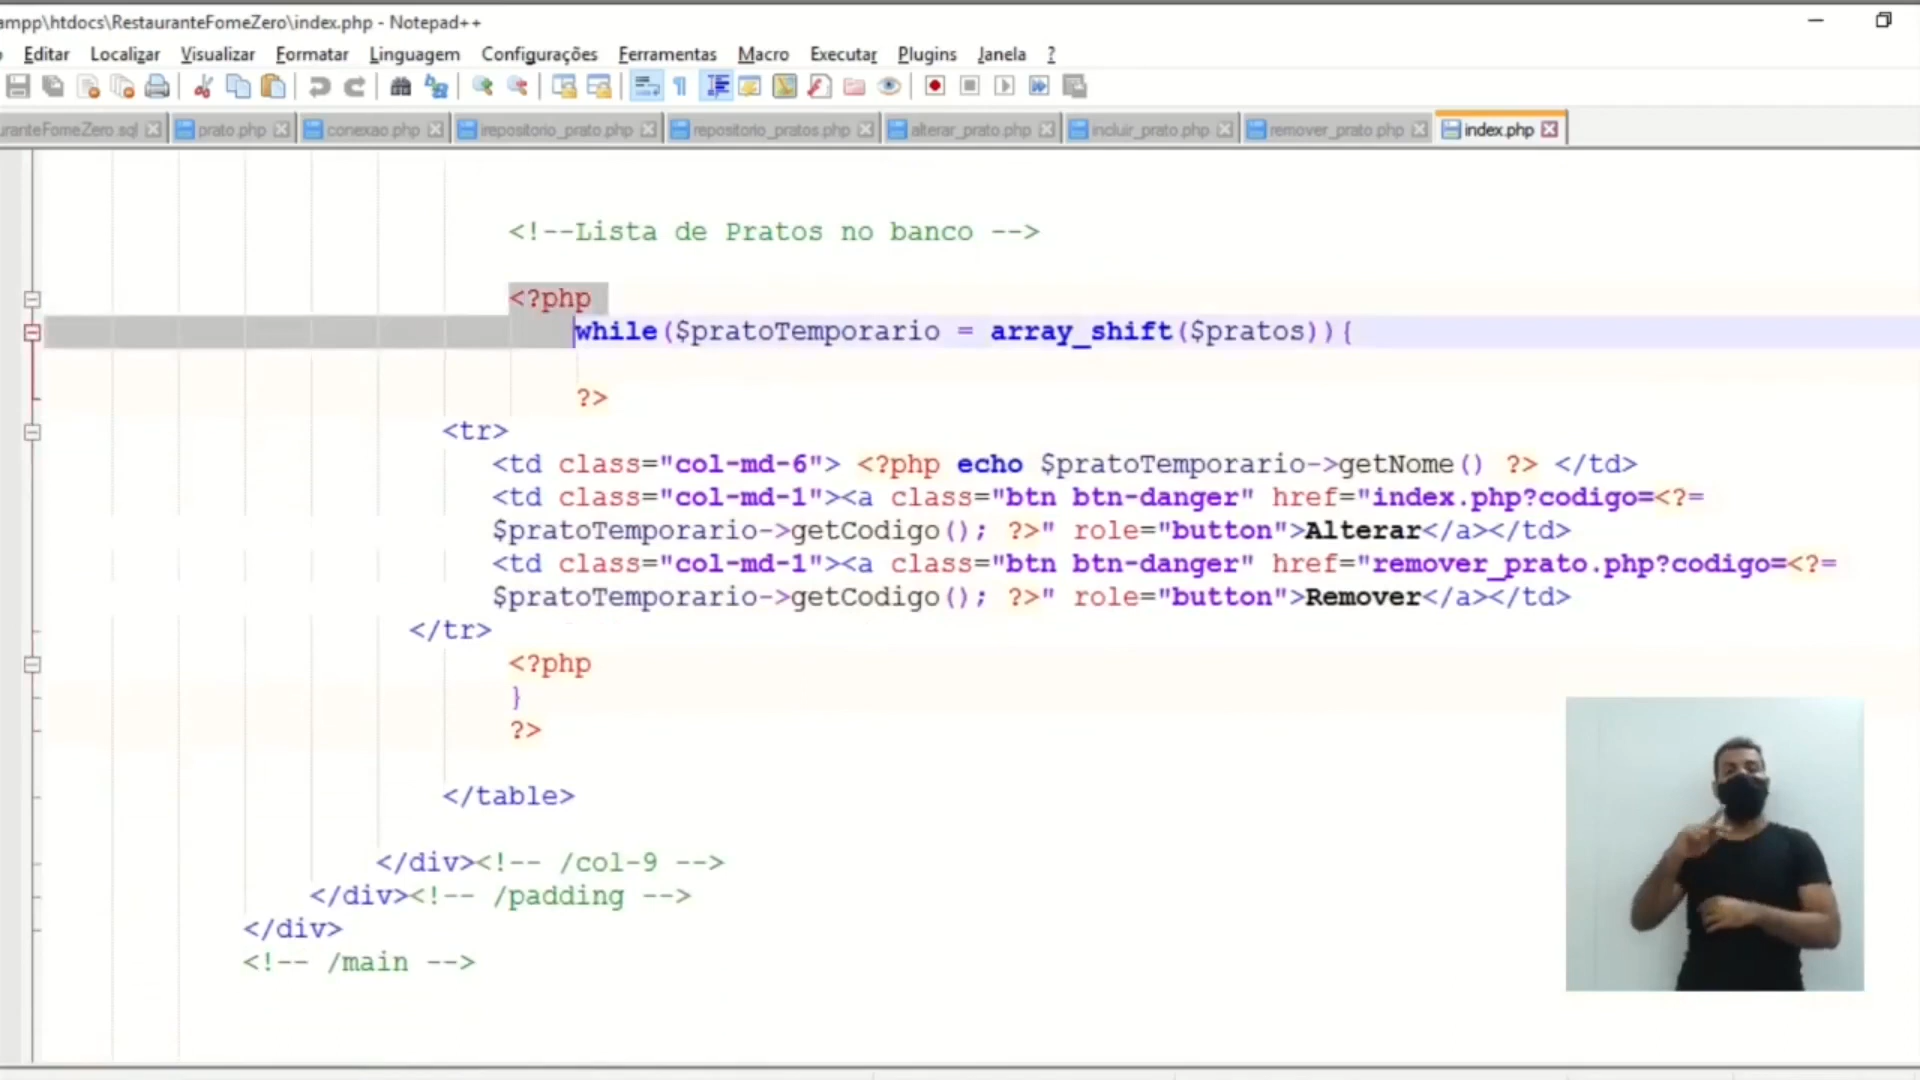 ampp\htdocs\RestauranteFomeZero\index.php - Notepad++
Editar Localizar Visualizar Formatar Linguagem Configurações Ferramentas Macro Executar Plugins Janela ?
uranteFomeZero.sql prato.php conexao.php irepositorio_prato.php repositorio_pratos.php alterar_prato.php incluir_prato.php remover_prato.php index.php
<!--Lista de Pratos no banco -->
<?php
while($pratoTemporario = array_shift($pratos)){
?>
<tr>
<td class="col-md-6"> <?php echo $pratoTemporario->getNome() ?> </td>
<td class="col-md-1"><a class="btn btn-danger" href="index.php?codigo=<?=
$pratoTemporario->getCodigo(); ?>" role="button">Alterar</a></td>
<td class="col-md-1"><a class="btn btn-danger" href="remover_prato.php?codigo=<?=
$pratoTemporario->getCodigo(); ?>" role="button">Remover</a></td>
</tr>
<?php
}
?>
</table>
</div><!-- /col-9 -->
</div><!-- /padding -->
</div>
<!-- /main -->